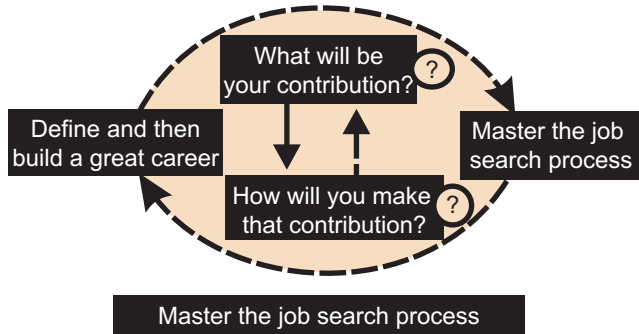 What will be
your contribution?
?
Define and then
build a great career
Master the job
search process
How will you make
that contribution?
?
Master the job search process